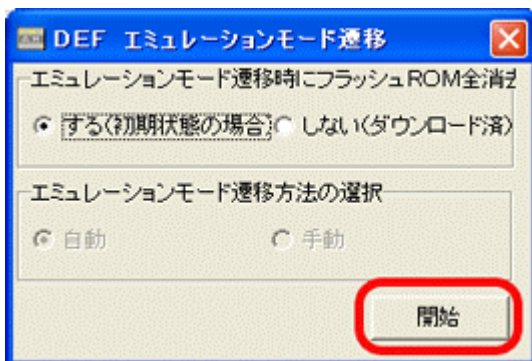 DEF エミュレーションモード遷移
エミュレーションモード遷移時にフラッシュROM全消去
する(初期状態の場合) しない(ダウンロード済)
エミュレーションモード遷移方法の選択
自動 手動
開始